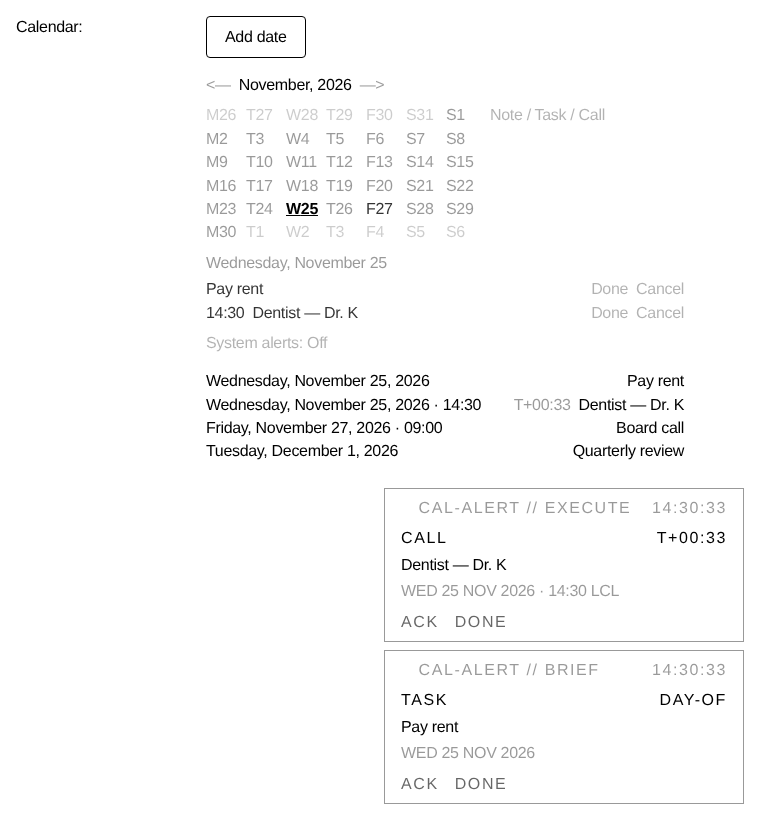 Calendar:
Add date
<— November, 2026 —>
M26 T27 W28 T29 F30 S31 S1 Note / Task / Call
M2 T3 W4 T5 F6 S7 S8
M9 T10 W11 T12 F13 S14 S15
M16 T17 W18 T19 F20 S21 S22
M23 T24 W25 T26 F27 S28 S29
M30 T1 W2 T3 F4 S5 S6
Wednesday, November 25
Pay rent Done Cancel
14:30 Dentist — Dr. K Done Cancel
System alerts: Off
Wednesday, November 25, 2026 Pay rent
Wednesday, November 25, 2026 · 14:30 T+00:33 Dentist — Dr. K
Friday, November 27, 2026 · 09:00 Board call
Tuesday, December 1, 2026 Quarterly review
CAL-ALERT // EXECUTE 14:30:33
CALL T+00:33
Dentist — Dr. K
WED 25 NOV 2026 · 14:30 LCL
ACK DONE
CAL-ALERT // BRIEF 14:30:33
TASK DAY-OF
Pay rent
WED 25 NOV 2026
ACK DONE